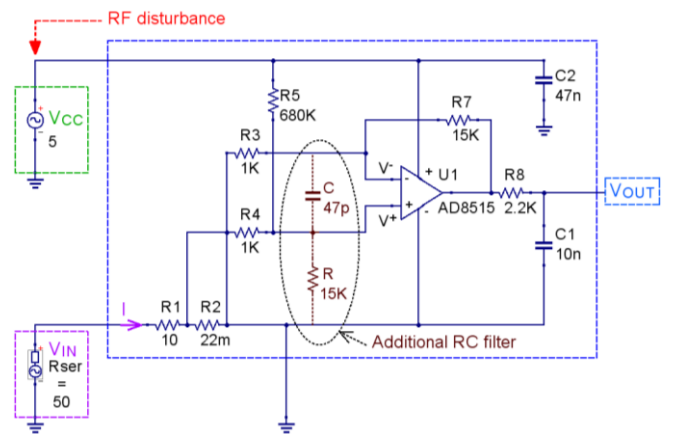 RF disturbance
VCC
5
R5
680K
C2
47n
R7
15K
R3
1K
V-
-
+ U1
R8
C
47p
R4
1K
V+
+
-
AD8515
2.2K
VOUT
C1
10n
R
15K
I
R1
10
R2
22m
Additional RC filter
VIN
Rser
=
50